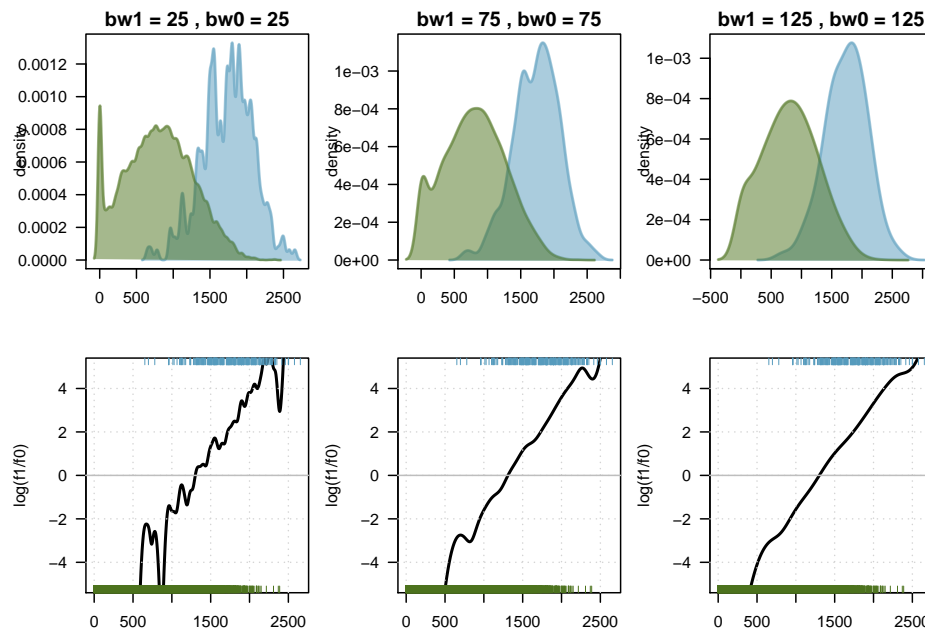 bw1 = 25 , bw0 = 25
bw1 = 75 , bw0 = 75
bw1 = 125 , bw0 = 125
density
0.0012
0.0010
0.0008
0.0006
0.0004
0.0002
0.0000
0 500 1500 2500
density
1e−03
8e−04
6e−04
4e−04
2e−04
0e+00
0 500 1500 2500
density
1e−03
8e−04
6e−04
4e−04
2e−04
0e+00
−500 500 1500 2500
log(f1/f0)
4
2
0
−2
−4
0 500 1500 2500
log(f1/f0)
4
2
0
−2
−4
0 500 1500 2500
log(f1/f0)
4
2
0
−2
−4
0 500 1500 2500